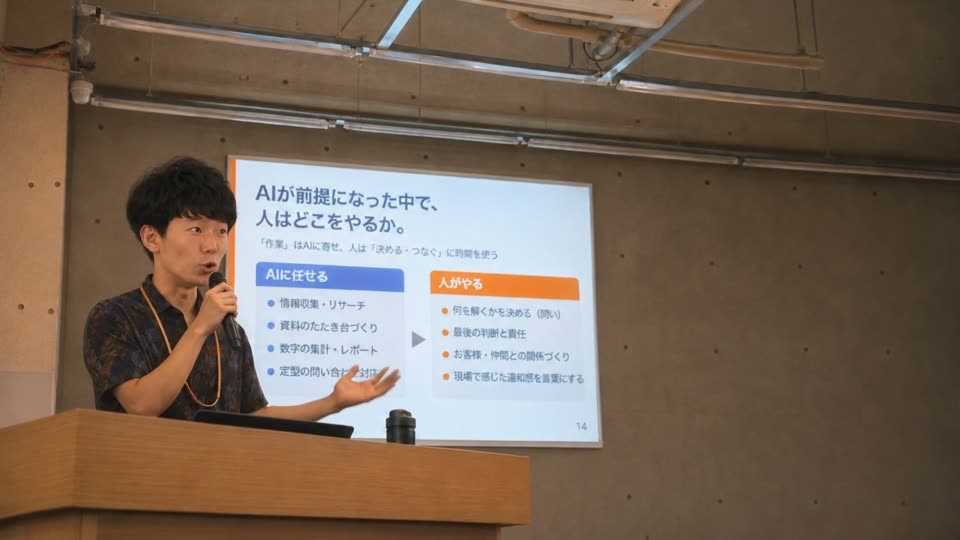 AIが前提になった中で、
人はどこをやるか。
「作業」はAIに寄せ、人は「決める・つなぐ」に時間を使う
AIに任せる
情報収集・リサーチ
資料のたたき台づくり
数字の集計・レポート
定型の問い合わせ対応
人がやる
何を解くかを決める（問い）
最後の判断と責任
お客様・仲間との関係づくり
現場で感じた違和感を言葉にする
14